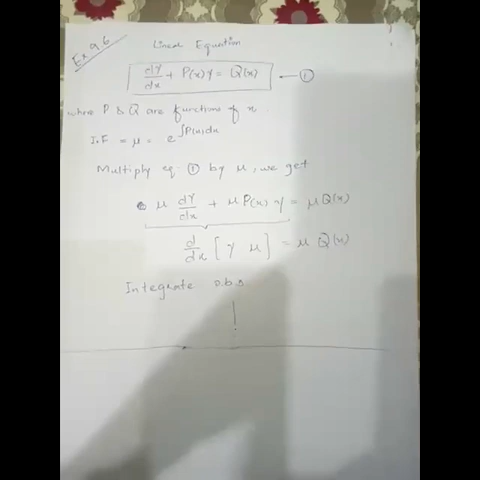 Ex 9.6
Linear Equation
dy/dx + P(x) y = Q(x) — ①
where P & Q are functions of x.
I.F = μ = e^∫P(x)dx
Multiply eq ① by μ, we get
μ dy/dx + μ P(x) y = μ Q(x)
d/dx [y μ] = μ Q(x)
Integrate o.b.s.